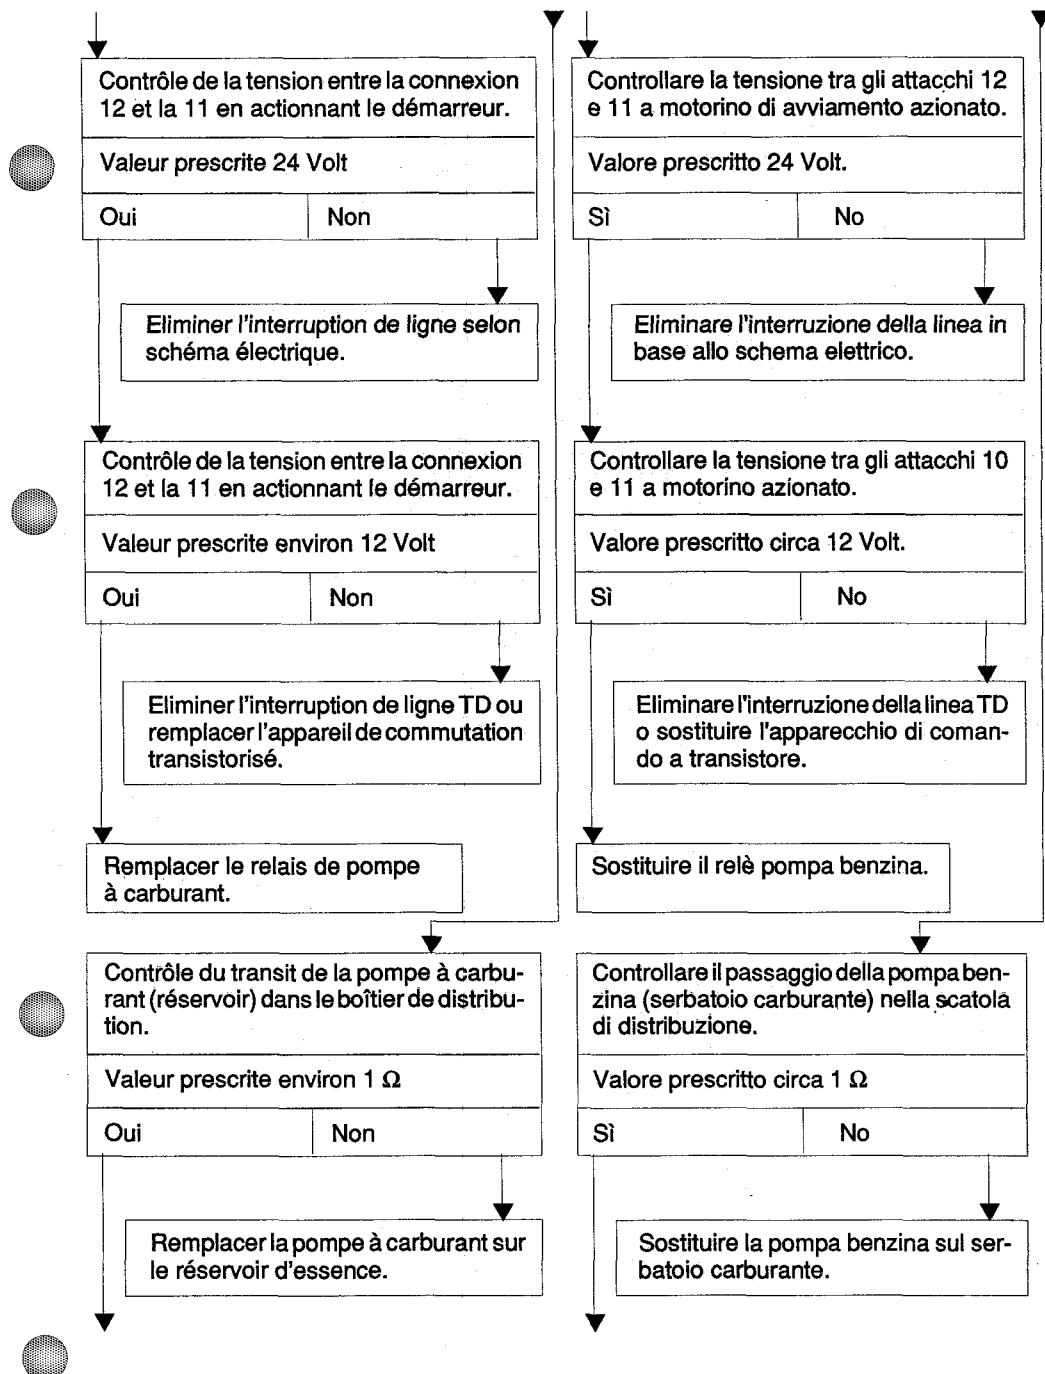 Contrôle de la tension entre la connexion
12 et la 11 en actionnant le démarreur.
Valeur prescrite 24 Volt
Oui
Non
Eliminer l'interruption de ligne selon
schéma électrique.
Contrôle de la tension entre la connexion
12 et la 11 en actionnant le démarreur.
Valeur prescrite environ 12 Volt
Oui
Non
Eliminer l'interruption de ligne TD ou
remplacer l'appareil de commutation
transistorisé.
Remplacer le relais de pompe
à carburant.
Contrôle du transit de la pompe à carbu-
rant (réservoir) dans le boîtier de distribu-
tion.
Valeur prescrite environ 1 Ω
Oui
Non
Remplacer la pompe à carburant sur
le réservoir d'essence.
Controllare la tensione tra gli attacchi 12
e 11 a motorino di avviamento azionato.
Valore prescritto 24 Volt.
Sì
No
Eliminare l'interruzione della linea in
base allo schema elettrico.
Controllare la tensione tra gli attacchi 10
e 11 a motorino azionato.
Valore prescritto circa 12 Volt.
Sì
No
Eliminare l'interruzione della linea TD
o sostituire l'apparecchio di coman-
do a transistore.
Sostituire il relè pompa benzina.
Controllare il passaggio della pompa ben-
zina (serbatoio carburante) nella scatola
di distribuzione.
Valore prescritto circa 1 Ω
Sì
No
Sostituire la pompa benzina sul ser-
batoio carburante.